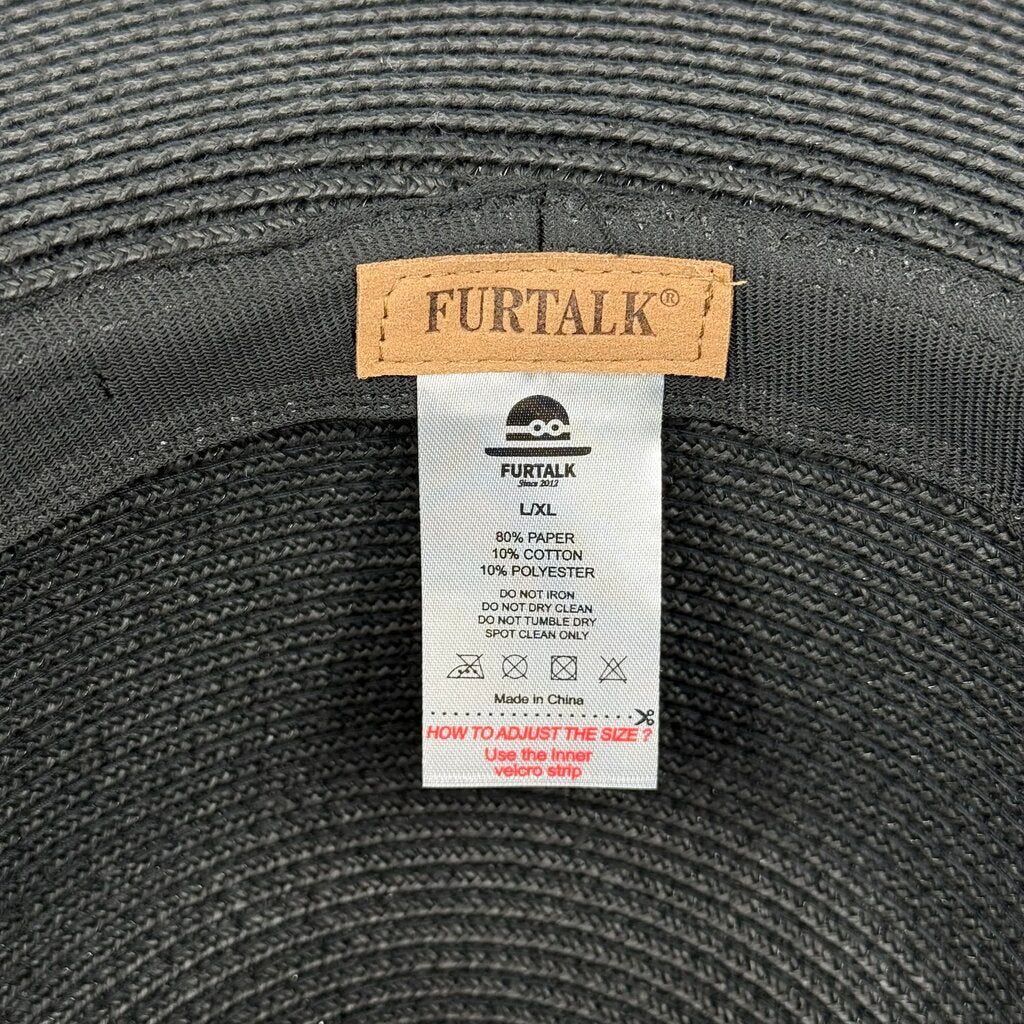 FURTALK®
FURTALK
Since 2012
L/XL
80% PAPER
10% COTTON
10% POLYESTER
DO NOT IRON
DO NOT DRY CLEAN
DO NOT TUMBLE DRY
SPOT CLEAN ONLY
Made in China
HOW TO ADJUST THE SIZE ?
Use the Inner
velcro strip